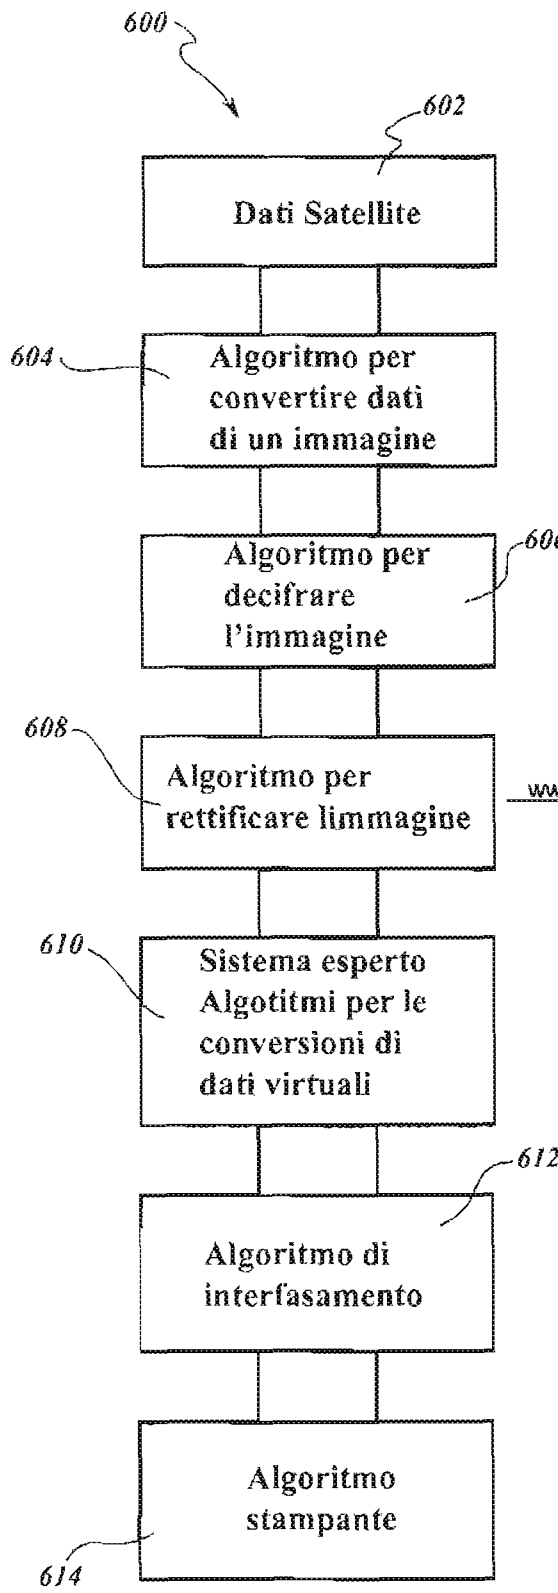 600
602
Dati Satellite
604
Algoritmo per
convertire dati
di un immagine
Algoritmo per
decifrare
l'immagine
608
Algoritmo per
rettificare limmagine
610
Sistema esperto
Algotitmi per le
conversioni di
dati virtuali
612
Algoritmo di
interfasamento
Algoritmo
stampante
614